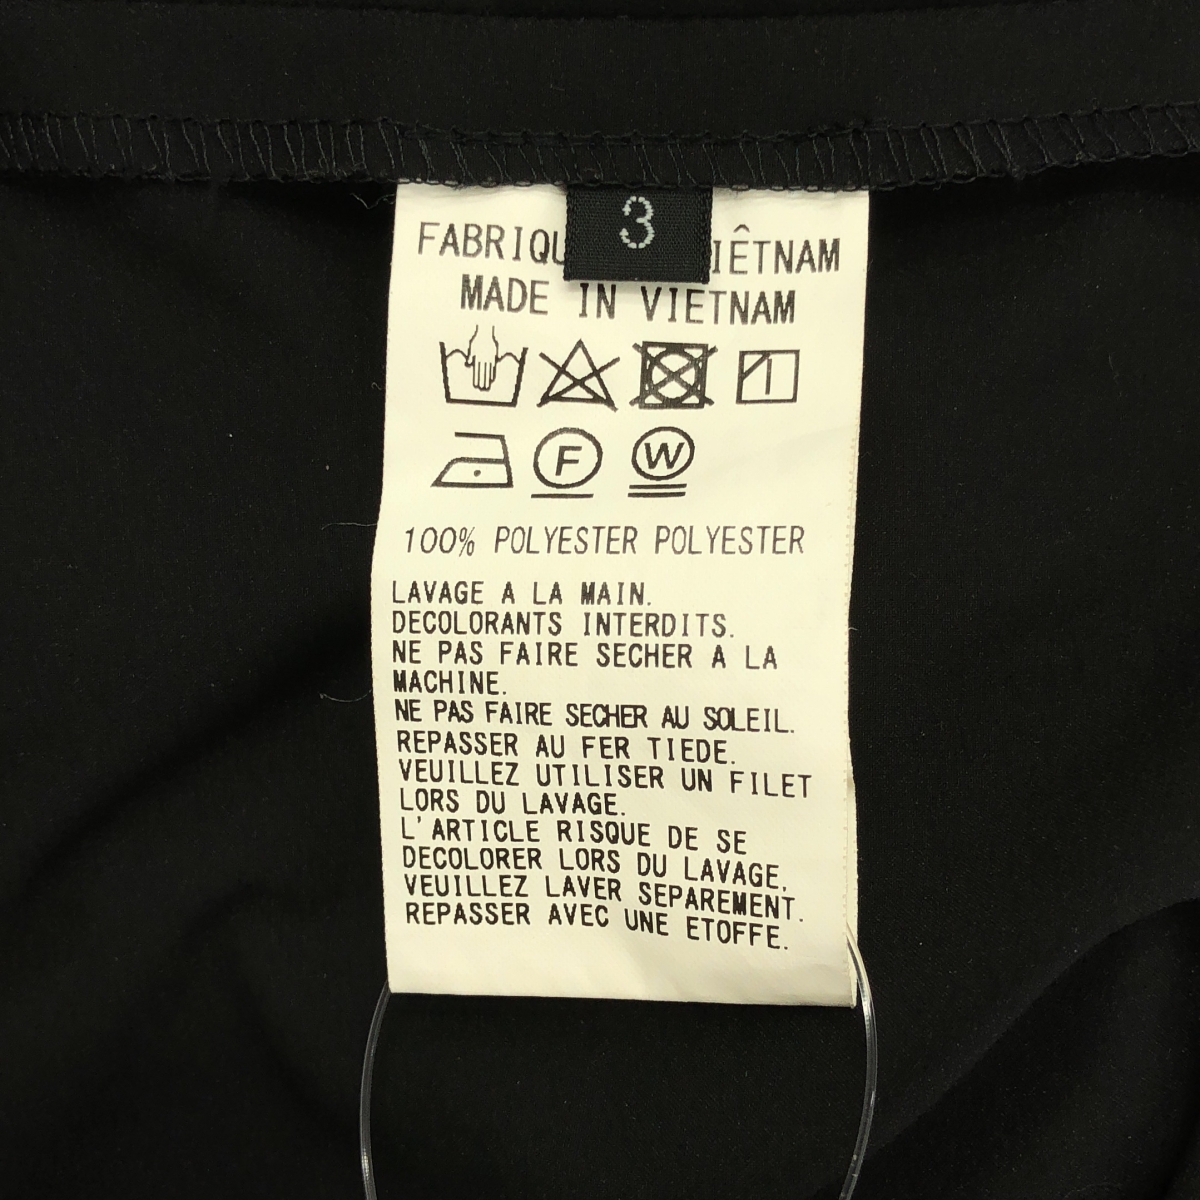 3
FABRIQU IÊTNAM
MADE IN VIETNAM
F W
100% POLYESTER POLYESTER
LAVAGE A LA MAIN.
DECOLORANTS INTERDITS.
NE PAS FAIRE SECHER A LA
MACHINE.
NE PAS FAIRE SECHER AU SOLEIL.
REPASSER AU FER TIEDE.
VEUILLEZ UTILISER UN FILET
LORS DU LAVAGE.
L'ARTICLE RISQUE DE SE
DECOLORER LORS DU LAVAGE.
VEUILLEZ LAVER SEPAREMENT.
REPASSER AVEC UNE ETOFFE.